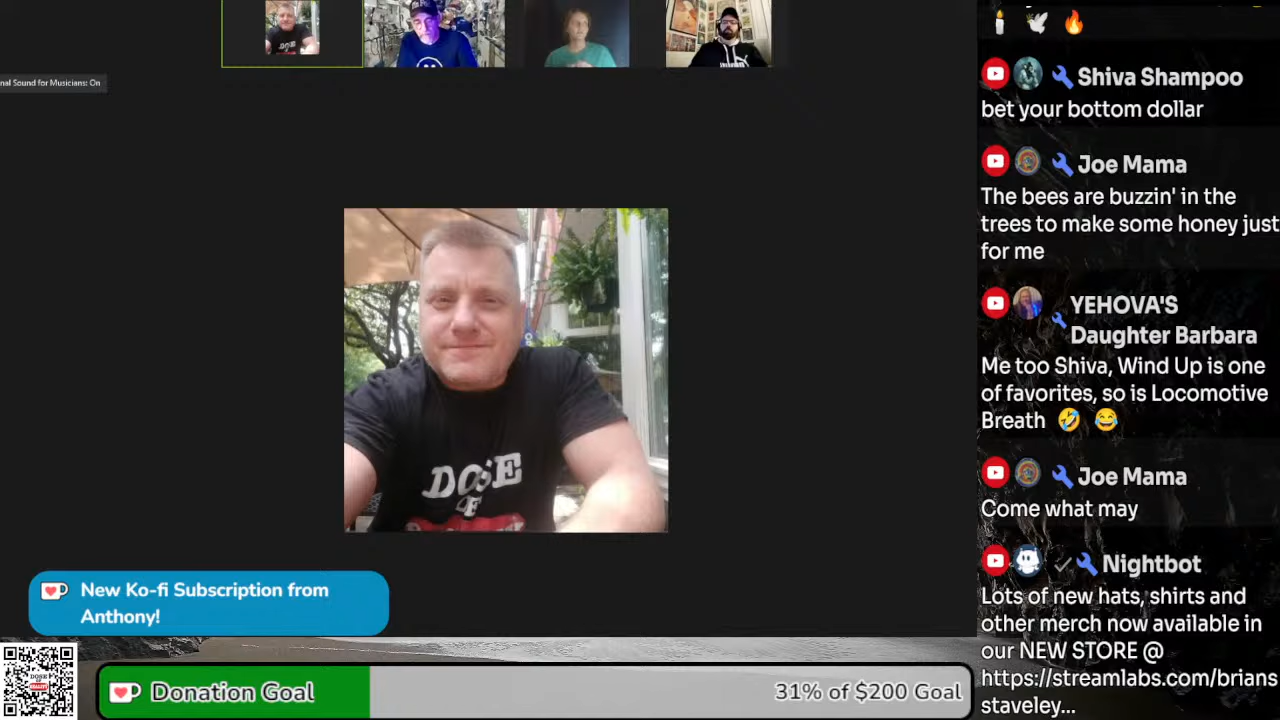 nal Sound for Musicians: On
DOSE
OF
New Ko-fi Subscription from
Anthony!
DOSE
OF
REALITY
Donation Goal
31% of $200 Goal
Shiva Shampoo
bet your bottom dollar
Joe Mama
The bees are buzzin' in the
trees to make some honey just
for me
YEHOVA'S
Daughter Barbara
Me too Shiva, Wind Up is one
of favorites, so is Locomotive
Breath 🤣 😂
Joe Mama
Come what may
Nightbot
Lots of new hats, shirts and
other merch now available in
our NEW STORE @
https://streamlabs.com/brians
staveley...